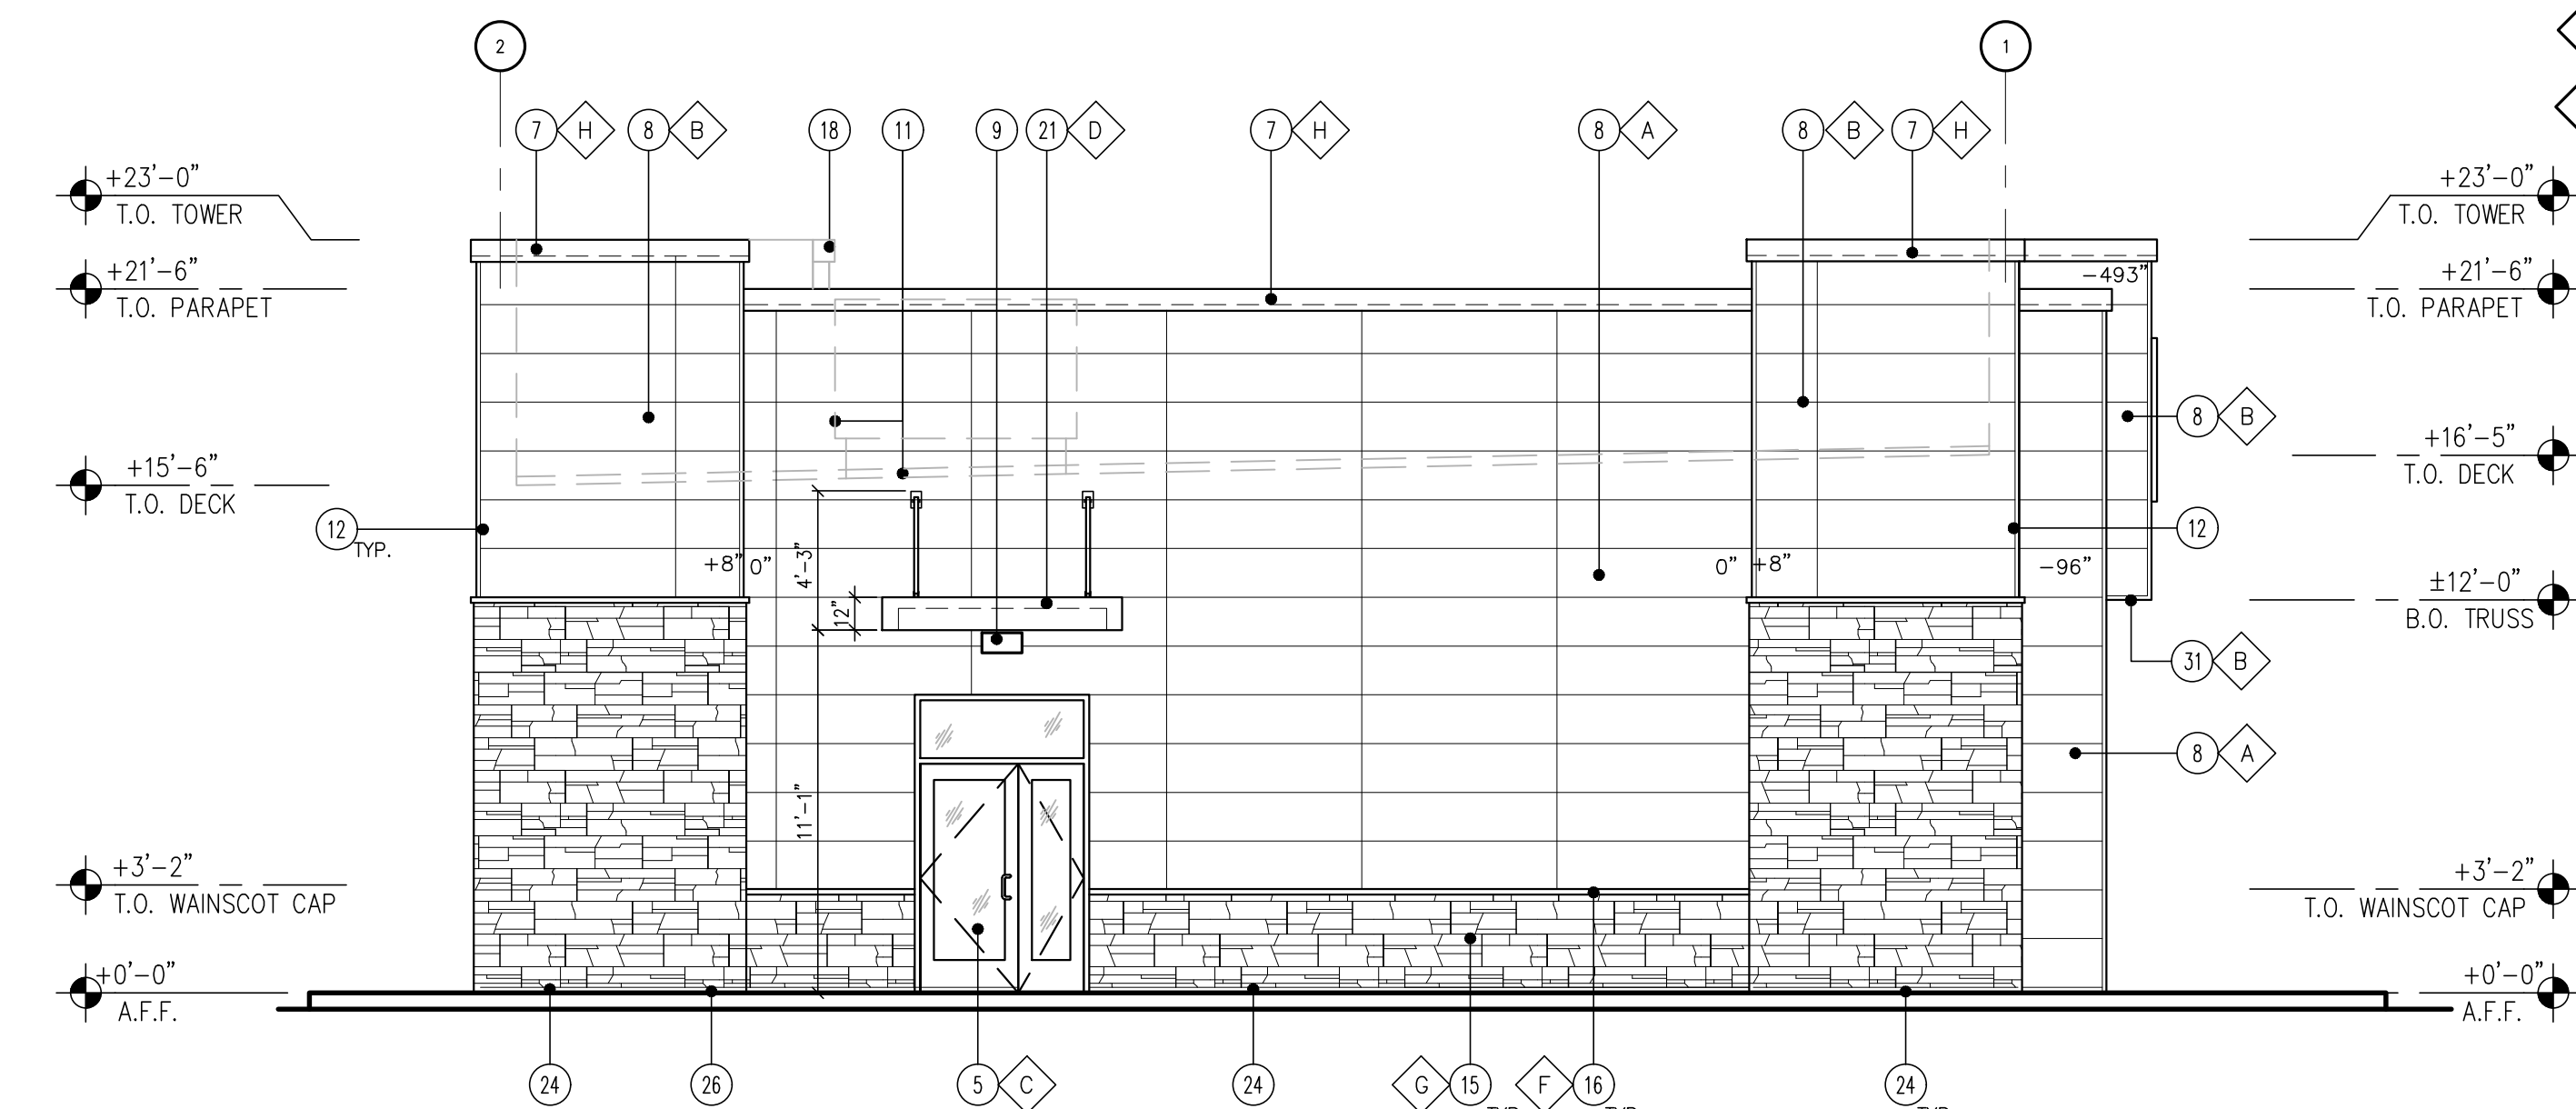 2
1
7 H 8 B 18 11 9 21 D 7 H 8 A 8 B 7 H
+23'-0"
T.O. TOWER
+23'-0"
T.O. TOWER
+21'-6"
T.O. PARAPET
-493"
+21'-6"
T.O. PARAPET
8 B
+15'-6"
T.O. DECK
+16'-5"
T.O. DECK
12
TYP.
12
+8" 0"
4'-3"
12"
0" +8"
-96"
±12'-0"
B.O. TRUSS
31 B
8 A
11'-1"
+3'-2"
T.O. WAINSCOT CAP
+3'-2"
T.O. WAINSCOT CAP
+0'-0"
A.F.F.
+0'-0"
A.F.F.
24 26 5 C 24 G 15 F 16 24
TYP TYP TYP